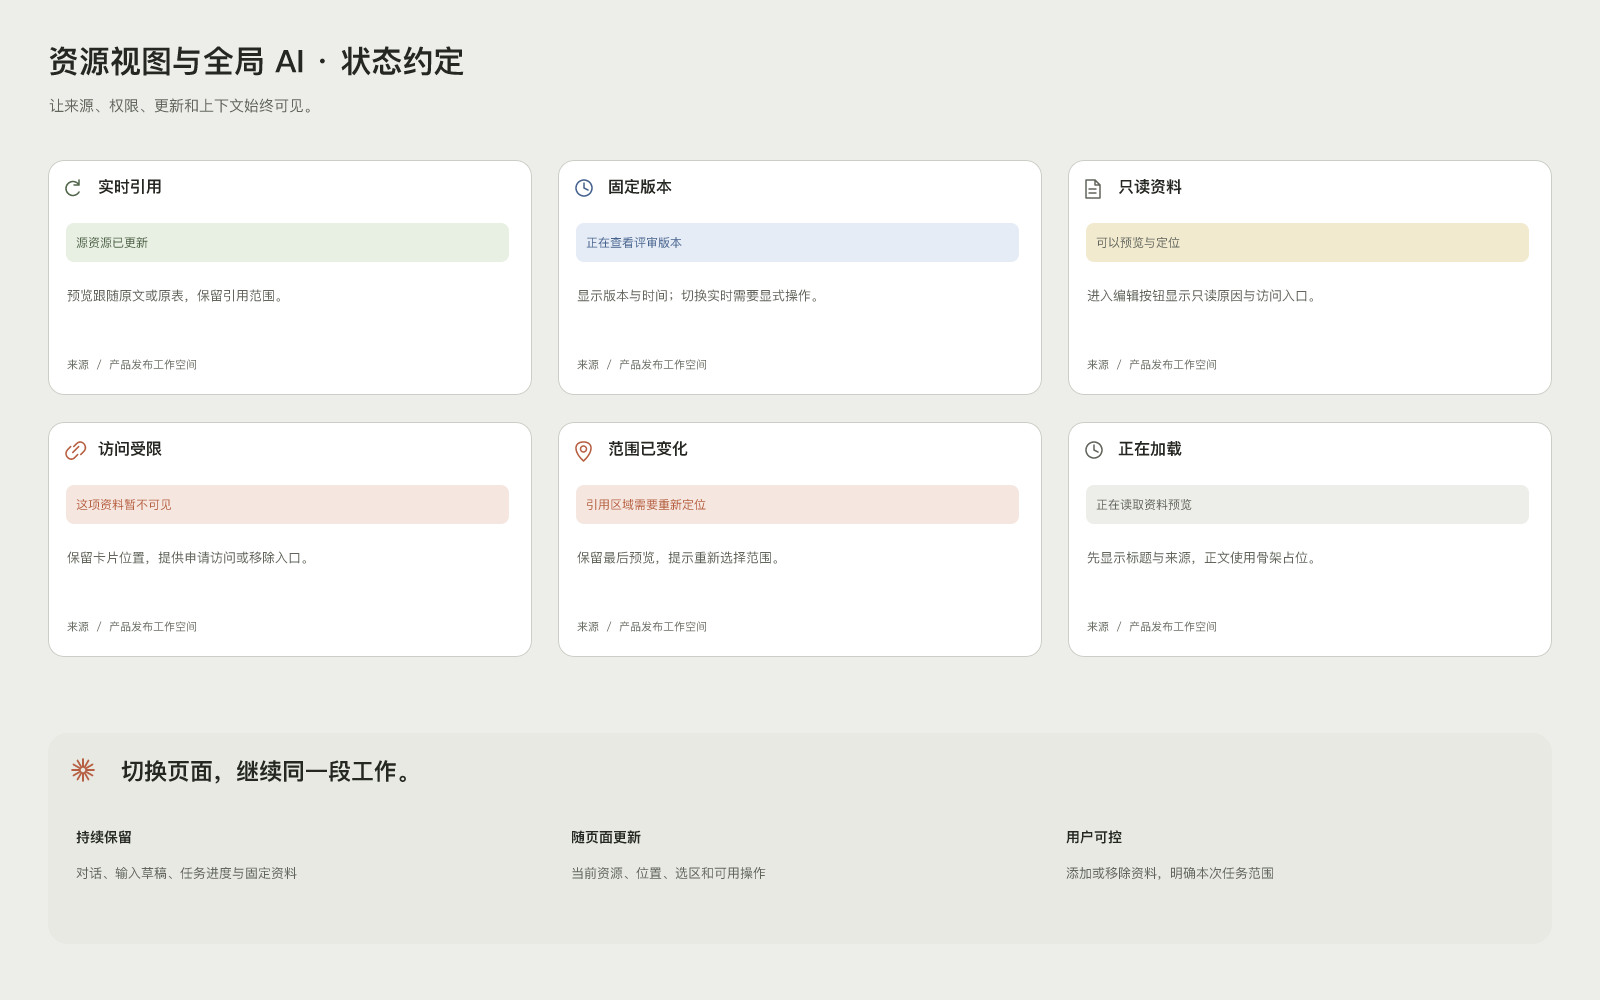 资源视图与全局 AI · 状态约定
让来源、权限、更新和上下文始终可见。
实时引用
源资源已更新
预览跟随原文或原表，保留引用范围。
来源 / 产品发布工作空间
固定版本
正在查看评审版本
显示版本与时间；切换实时需要显式操作。
来源 / 产品发布工作空间
只读资料
可以预览与定位
进入编辑按钮显示只读原因与访问入口。
来源 / 产品发布工作空间
访问受限
这项资料暂不可见
保留卡片位置，提供申请访问或移除入口。
来源 / 产品发布工作空间
范围已变化
引用区域需要重新定位
保留最后预览，提示重新选择范围。
来源 / 产品发布工作空间
正在加载
正在读取资料预览
先显示标题与来源，正文使用骨架占位。
来源 / 产品发布工作空间
切换页面，继续同一段工作。
持续保留
对话、输入草稿、任务进度与固定资料
随页面更新
当前资源、位置、选区和可用操作
用户可控
添加或移除资料，明确本次任务范围